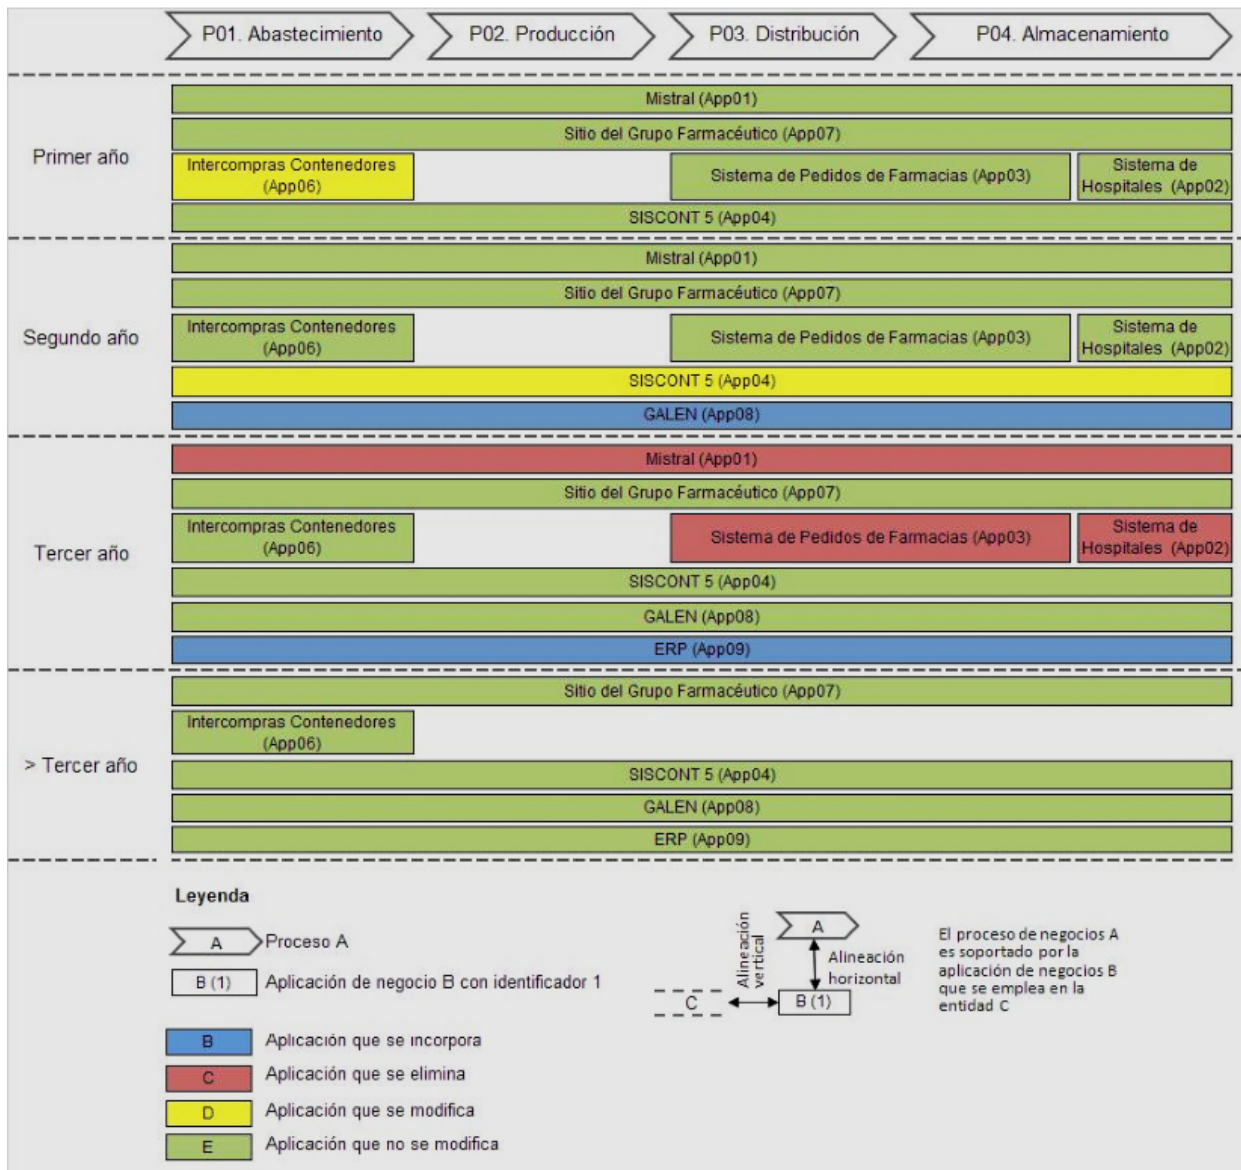 P01. Abastecimiento
P02. Producción
P03. Distribución
P04. Almacenamiento
Primer año
Mistral (App01)
Sitio del Grupo Farmacéutico (App07)
Intercompras Contenedores
(App06)
Sistema de Pedidos de Farmacias (App03)
Sistema de
Hospitales (App02)
SISCONT 5 (App04)
Segundo año
Mistral (App01)
Sitio del Grupo Farmacéutico (App07)
Intercompras Contenedores
(App06)
Sistema de Pedidos de Farmacias (App03)
Sistema de
Hospitales (App02)
SISCONT 5 (App04)
GALEN (App08)
Tercer año
Mistral (App01)
Sitio del Grupo Farmacéutico (App07)
Intercompras Contenedores
(App06)
Sistema de Pedidos de Farmacias (App03)
Sistema de
Hospitales (App02)
SISCONT 5 (App04)
GALEN (App08)
ERP (App09)
> Tercer año
Sitio del Grupo Farmacéutico (App07)
Intercompras Contenedores
(App06)
SISCONT 5 (App04)
GALEN (App08)
ERP (App09)
Leyenda
A
Proceso A
B (1)
Aplicación de negocio B con identificador 1
B
Aplicación que se incorpora
C
Aplicación que se elimina
D
Aplicación que se modifica
E
Aplicación que no se modifica
A
Alineación
vertical
Alineación
horizontal
C
B (1)
El proceso de negocios A
es soportado por la
aplicación de negocios B
que se emplea en la
entidad C